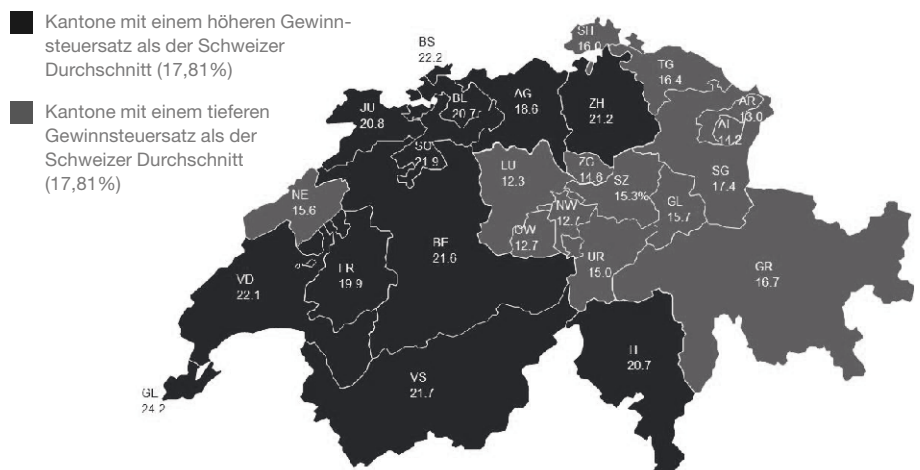 Kantone mit einem höheren Gewinn-
steuersatz als der Schweizer
Durchschnitt (17,81%)
Kantone mit einem tieferen
Gewinnsteuersatz als der
Schweizer Durchschnitt
(17,81%)
BS
22.2
SH
16.0
TG
16.4
JU
20.8
BL
20.7
AG
18.6
ZH
21.2
AR
13.0
AI
14.2
SO
21.9
LU
12.3
ZG
14.6
SZ
15.3%
SG
17.4
NE
15.6
NW
12.7
GL
15.7
OW
12.7
BE
21.6
UR
15.0
GR
16.7
VD
22.1
FR
19.9
TI
20.7
VS
21.7
GE
24.2